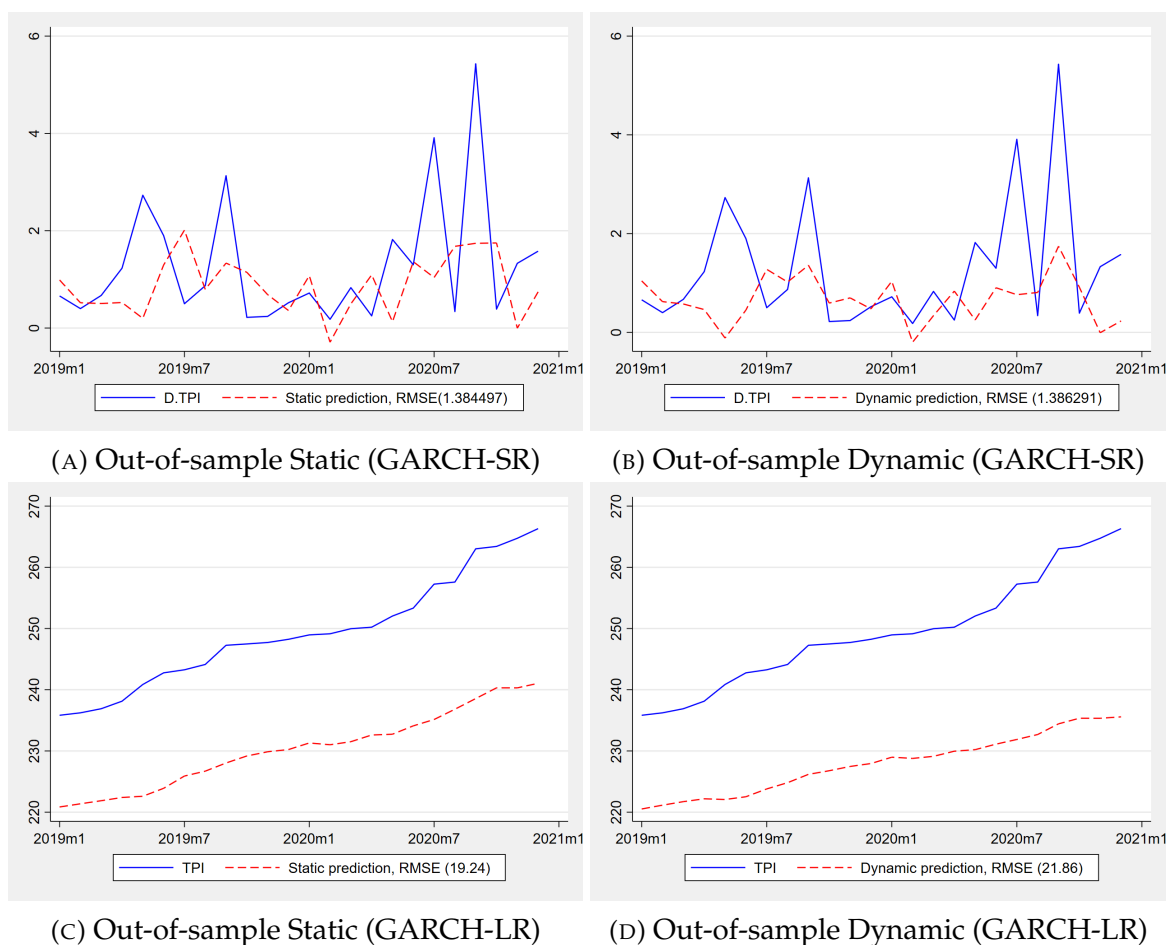 6
4
2
0
2019m1 2019m7 2020m1 2020m7 2021m1
D.TPI Static prediction, RMSE(1.384497)
(A) Out-of-sample Static (GARCH-SR)
6
4
2
0
2019m1 2019m7 2020m1 2020m7 2021m1
D.TPI Dynamic prediction, RMSE (1.386291)
(B) Out-of-sample Dynamic (GARCH-SR)
270
260
250
240
230
220
2019m1 2019m7 2020m1 2020m7 2021m1
TPI Static prediction, RMSE (19.24)
(C) Out-of-sample Static (GARCH-LR)
270
260
250
240
230
220
2019m1 2019m7 2020m1 2020m7 2021m1
TPI Dynamic prediction, RMSE (21.86)
(D) Out-of-sample Dynamic (GARCH-LR)